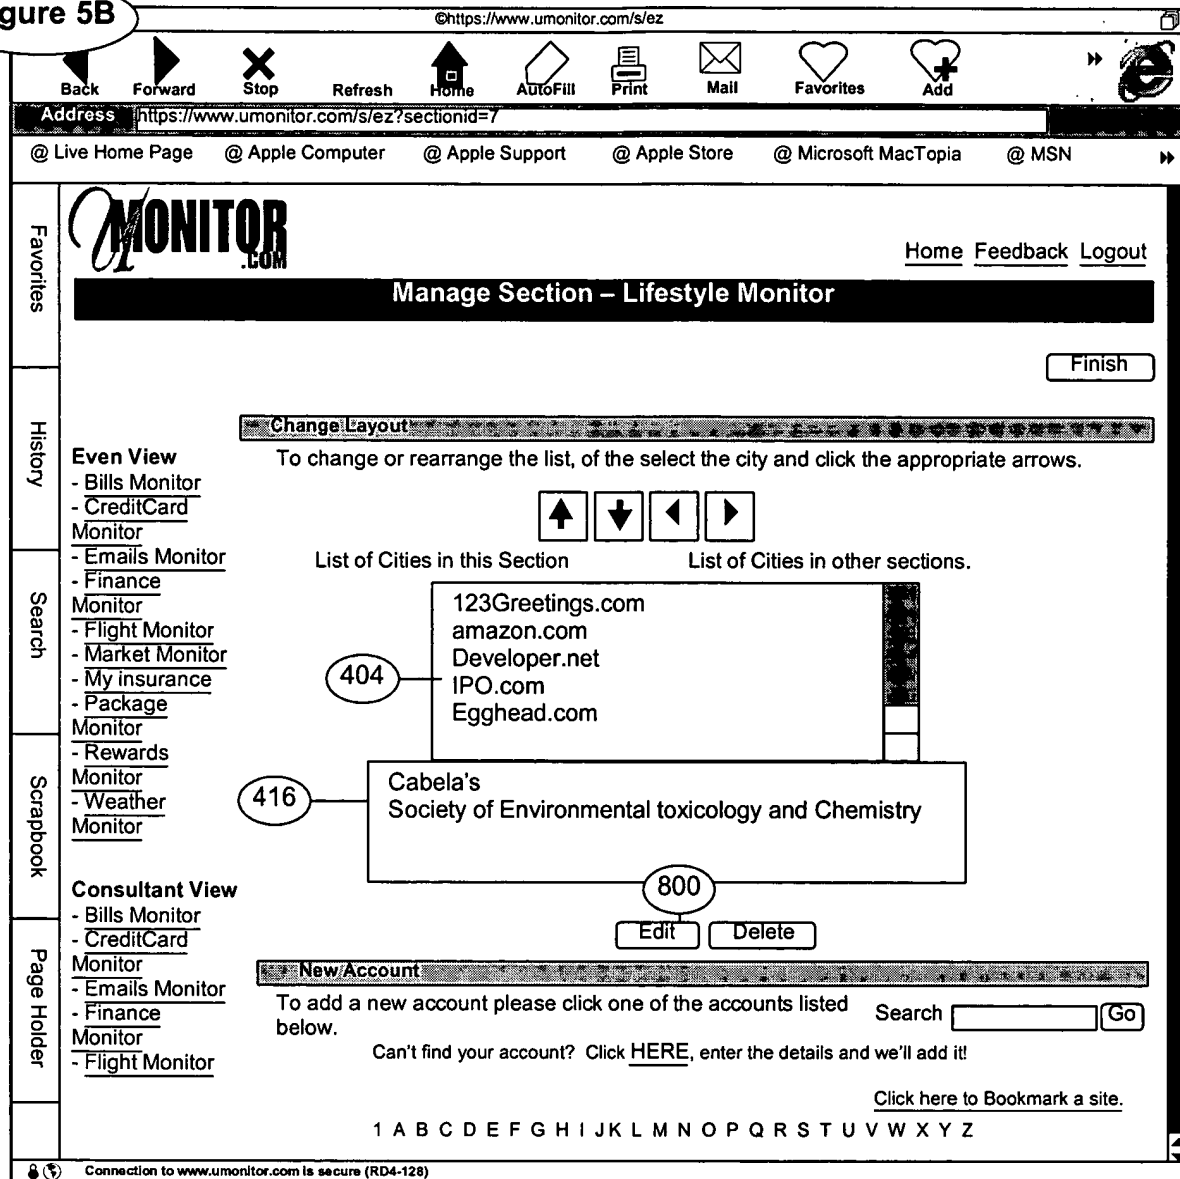 gure 5B
©https://www.umonitor.com/s/ez
Back Forward Stop Refresh Home AutoFill Print Mail Favorites Add
Address https://www.umonitor.com/s/ez?sectionid=7
@ Live Home Page @ Apple Computer @ Apple Support @ Apple Store @ Microsoft MacTopia @ MSN
Favorites
History
Search
Scrapbook
Page Holder
UMONITOR
.COM
Home Feedback Logout
Manage Section – Lifestyle Monitor
Finish
Even View
- Bills Monitor
- CreditCard
Monitor
- Emails Monitor
- Finance
Monitor
- Flight Monitor
- Market Monitor
- My insurance
- Package
Monitor
- Rewards
Monitor
- Weather
Monitor
Consultant View
- Bills Monitor
- CreditCard
Monitor
- Emails Monitor
- Finance
Monitor
- Flight Monitor
Change Layout
To change or rearrange the list, of the select the city and click the appropriate arrows.
List of Cities in this Section List of Cities in other sections.
123Greetings.com
amazon.com
Developer.net
IPO.com
Egghead.com
404
416
Cabela's
Society of Environmental toxicology and Chemistry
800
Edit Delete
New Account
To add a new account please click one of the accounts listed
below.
Search Go
Can't find your account? Click HERE, enter the details and we'll add it!
Click here to Bookmark a site.
1 A B C D E F G H I J K L M N O P Q R S T U V W X Y Z
Connection to www.umonitor.com is secure (RD4-128)